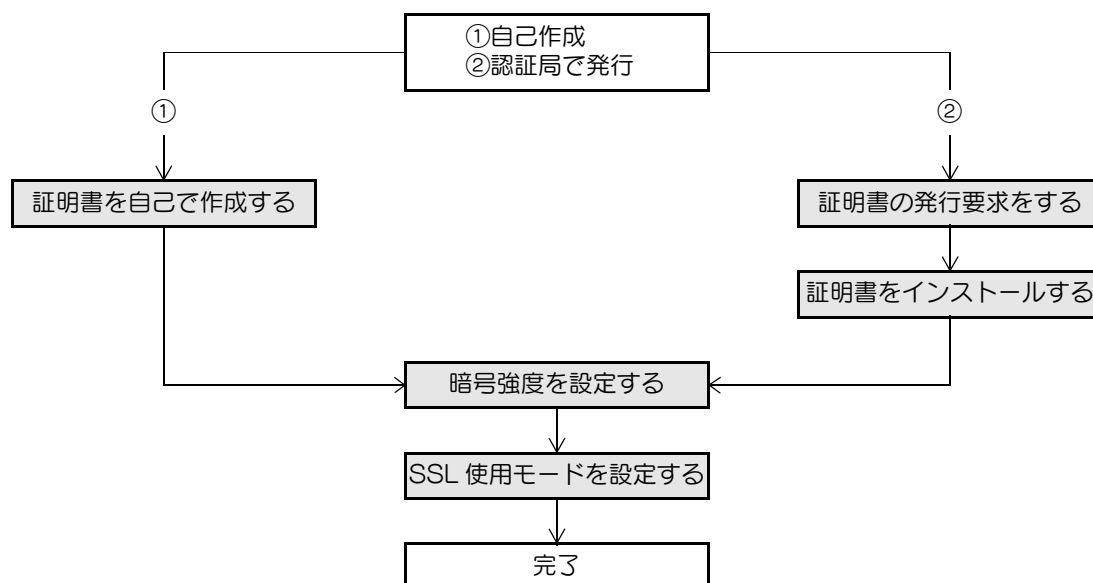 ①自己作成
②認証局で発行
①
②
証明書を自己で作成する
証明書の発行要求をする
証明書をインストールする
暗号強度を設定する
SSL 使用モードを設定する
完了